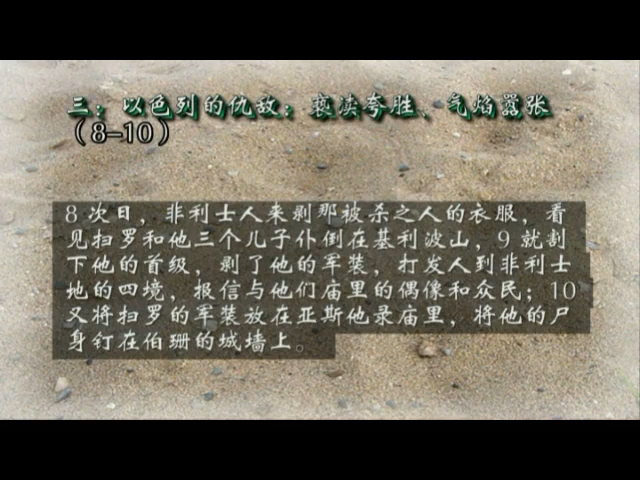 三；以色列的仇敌：亵渎夸胜、气焰嚣张
（8–10）
8 次日，非利士人来剥那被杀之人的衣服，看
见扫罗和他三个儿子仆倒在基利波山，9 就割
下他的首级，剥了他的军装，打发人到非利士
地的四境，报信与他们庙里的偶像和众民；10
又将扫罗的军装放在亚斯他录庙里，将他的尸
身钉在伯珊的城墙上。